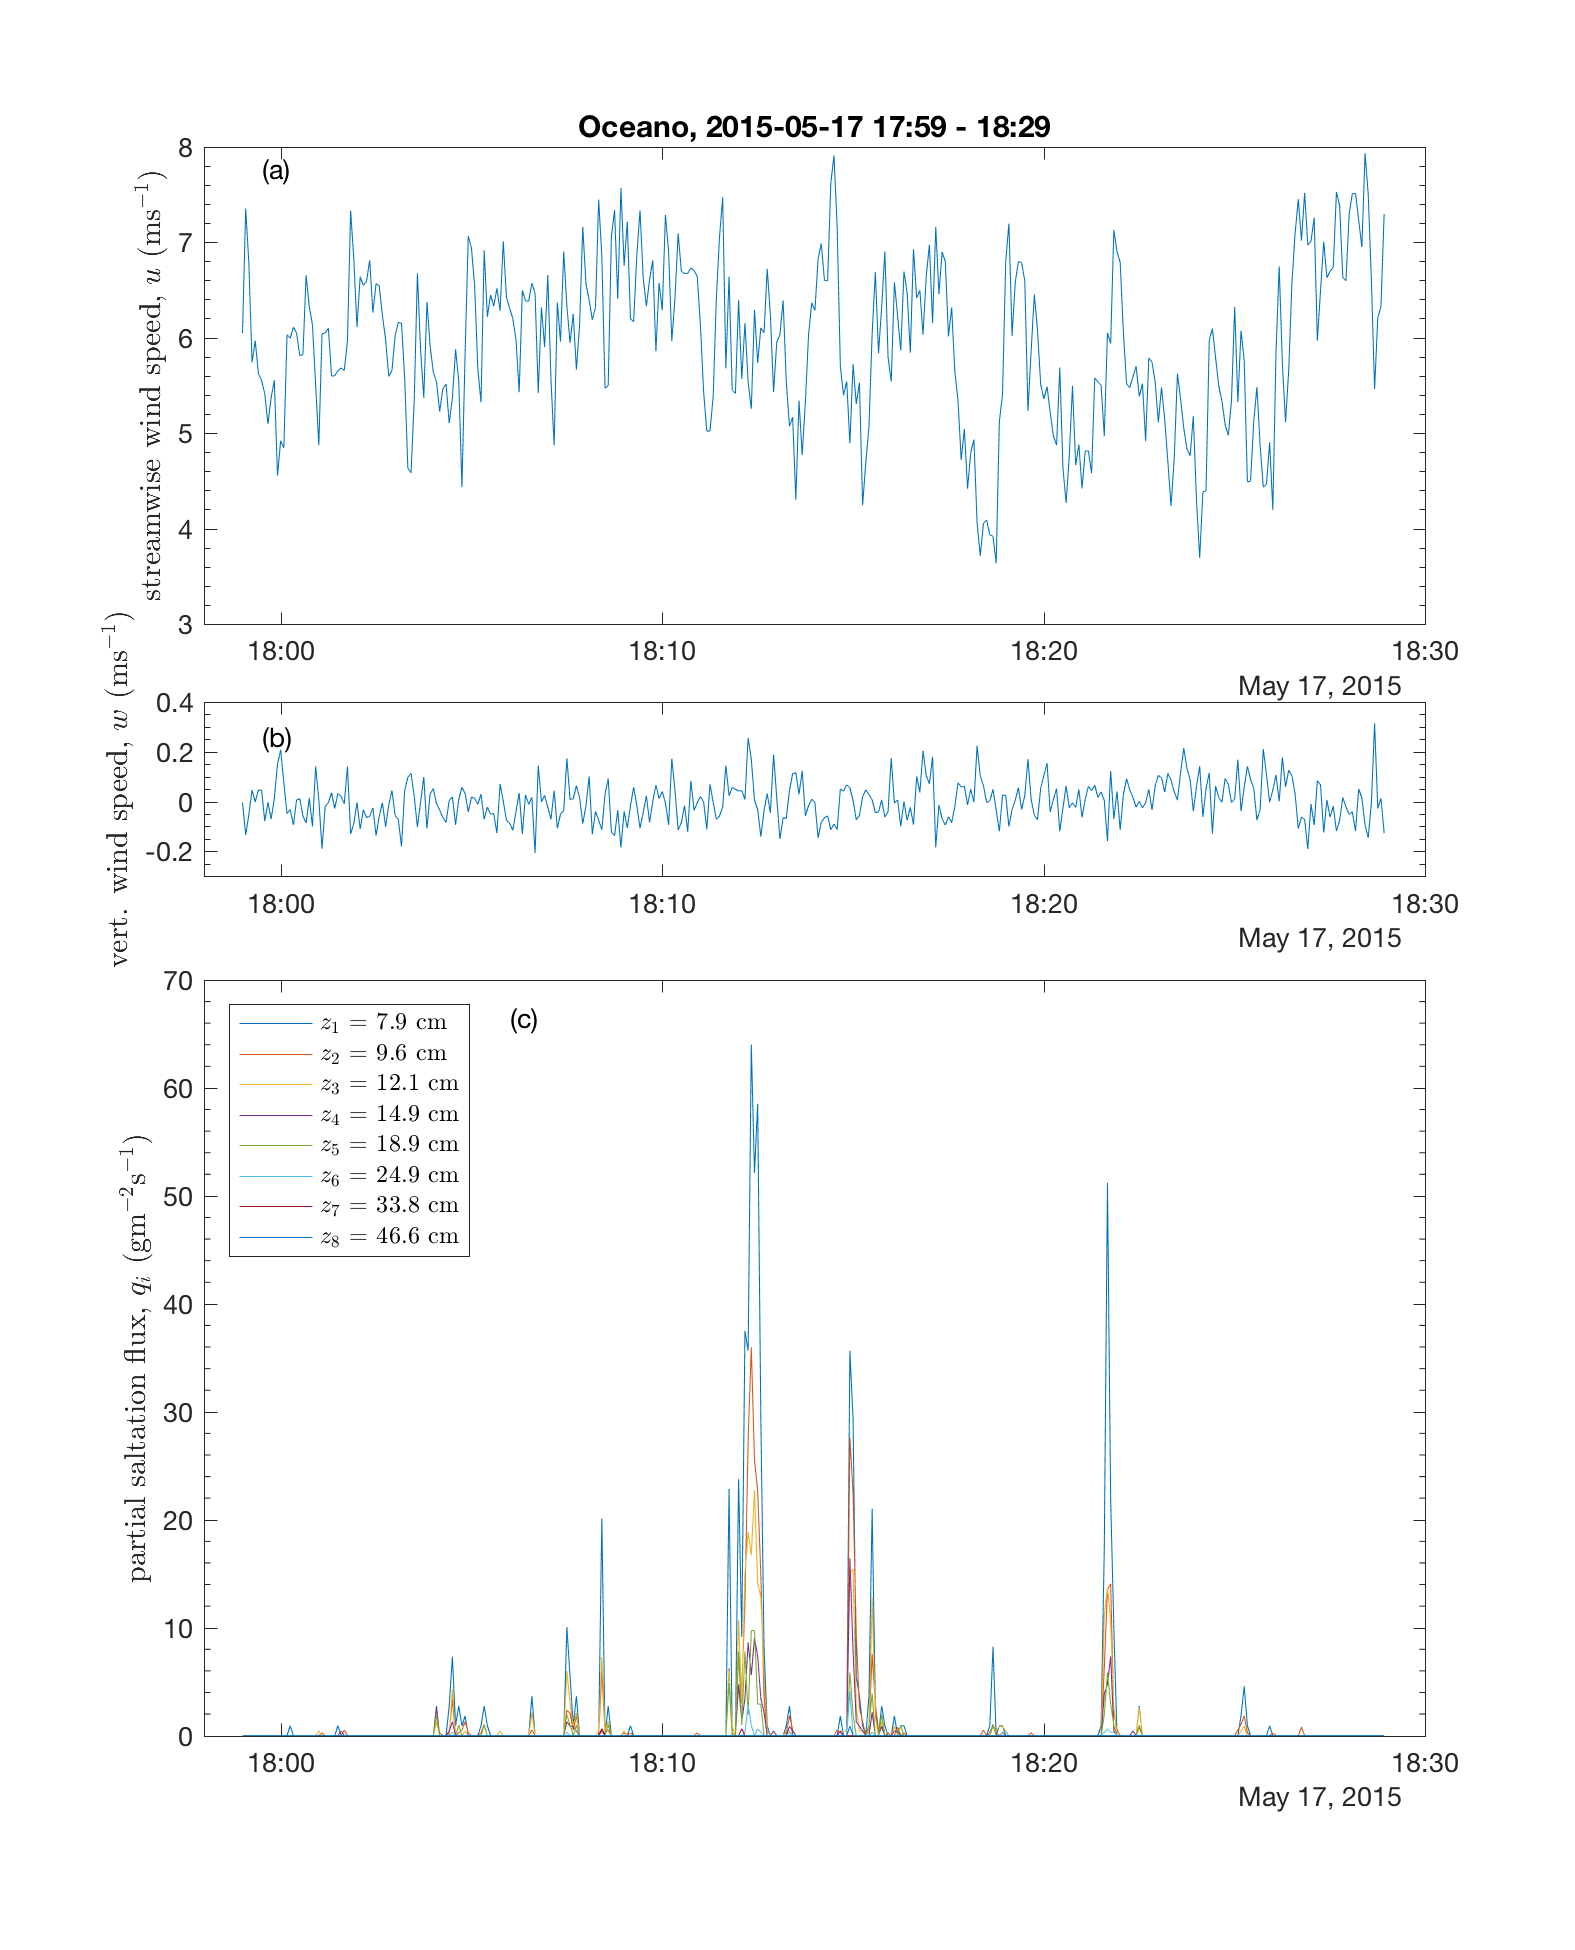 Oceano, 2015-05-17 17:59 - 18:29
(a)
streamwise wind speed, u (ms⁻¹)
8
7
6
5
4
3
18:00 18:10 18:20 18:30
May 17, 2015
(b)
vert. wind speed, w (ms⁻¹)
0.4
0.2
0
-0.2
18:00 18:10 18:20 18:30
May 17, 2015
(c)
partial saltation flux, qᵢ (gm⁻²s⁻¹)
70
60
50
40
30
20
10
0
z₁ = 7.9 cm
z₂ = 9.6 cm
z₃ = 12.1 cm
z₄ = 14.9 cm
z₅ = 18.9 cm
z₆ = 24.9 cm
z₇ = 33.8 cm
z₈ = 46.6 cm
18:00 18:10 18:20 18:30
May 17, 2015